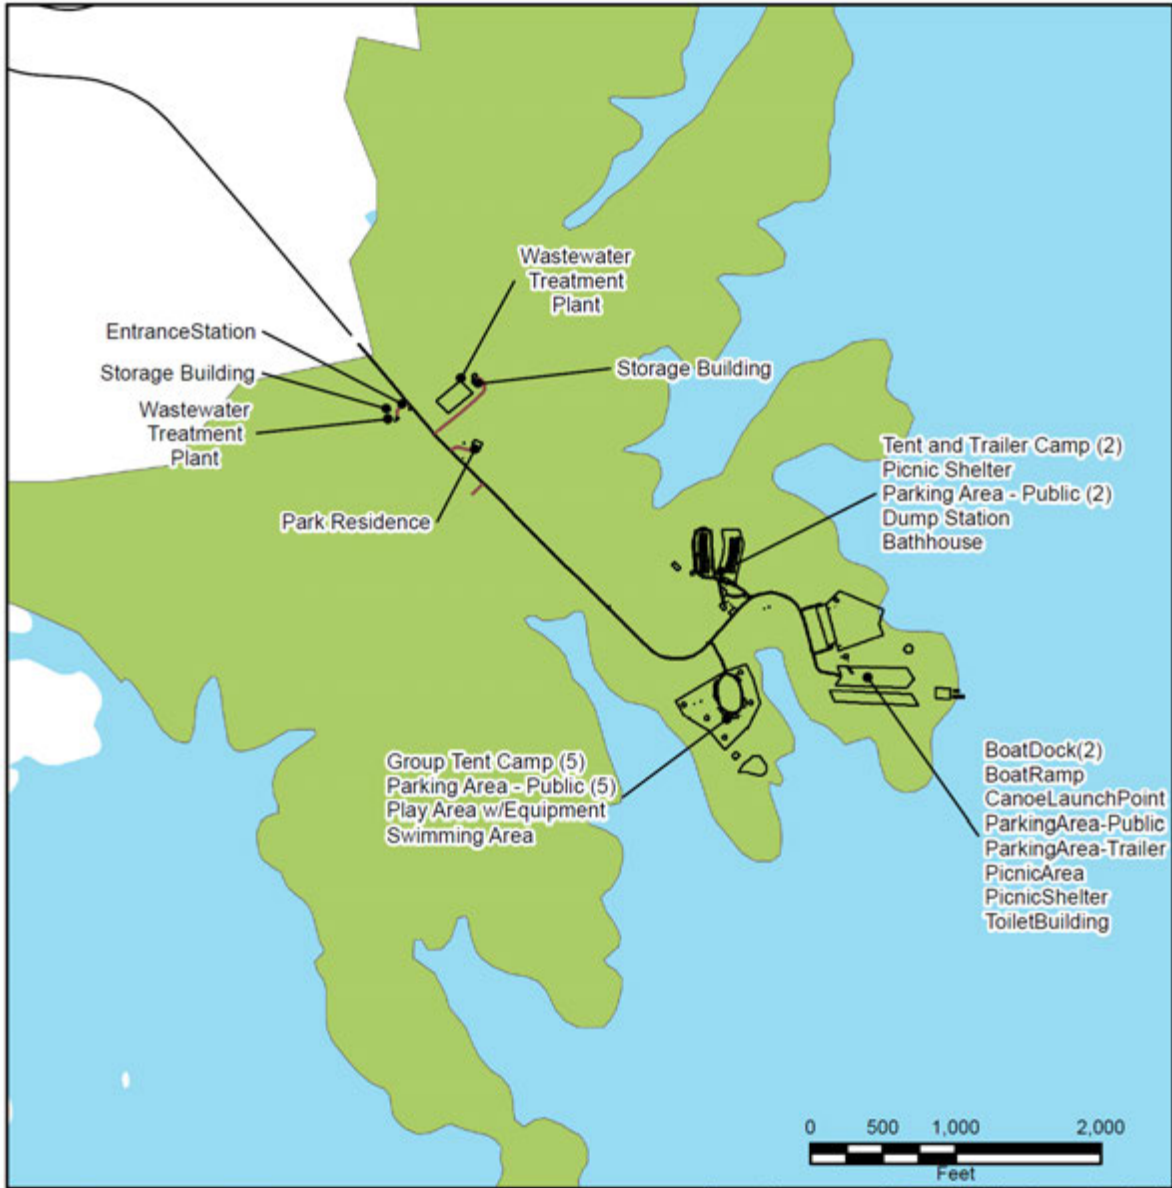 Wastewater
Treatment
Plant
EntranceStation
Storage Building
Storage Building
Wastewater
Treatment
Plant
Park Residence
Tent and Trailer Camp (2)
Picnic Shelter
Parking Area - Public (2)
Dump Station
Bathhouse
Group Tent Camp (5)
Parking Area - Public (5)
Play Area w/Equipment
Swimming Area
BoatDock(2)
BoatRamp
CanoeLaunchPoint
ParkingArea-Public
ParkingArea-Trailer
PicnicArea
PicnicShelter
ToiletBuilding
0 500 1,000 2,000
Feet